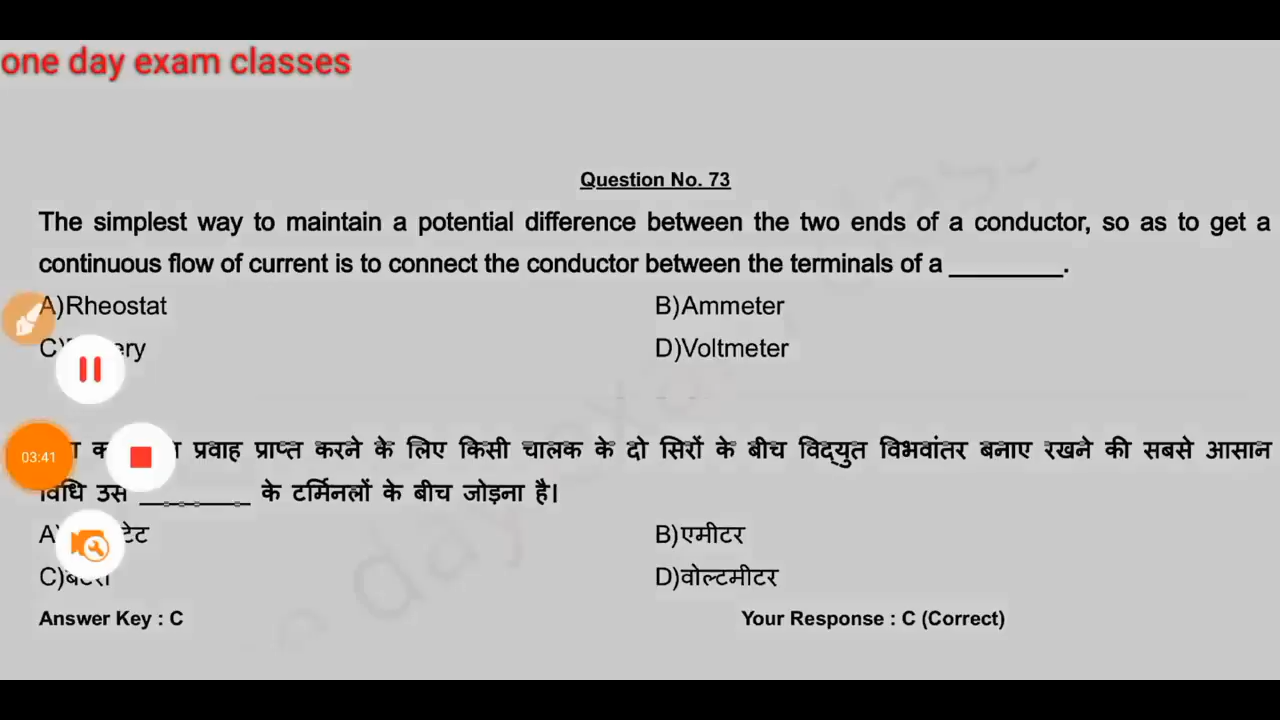 one day exam classes
Question No. 73
The simplest way to maintain a potential difference between the two ends of a conductor, so as to get a
continuous flow of current is to connect the conductor between the terminals of a ________.
A)Rheostat
B)Ammeter
D)Voltmeter
प्रवाह प्राप्त करने के लिए किसी चालक के दो सिरों के बीच विद्युत विभवांतर बनाए रखने की सबसे आसान
विधि उसे ________ के टर्मिनलों के बीच जोड़ना है।
B)एमीटर
C)बैटरी
D)वोल्टमीटर
Answer Key : C
Your Response : C (Correct)
03:41